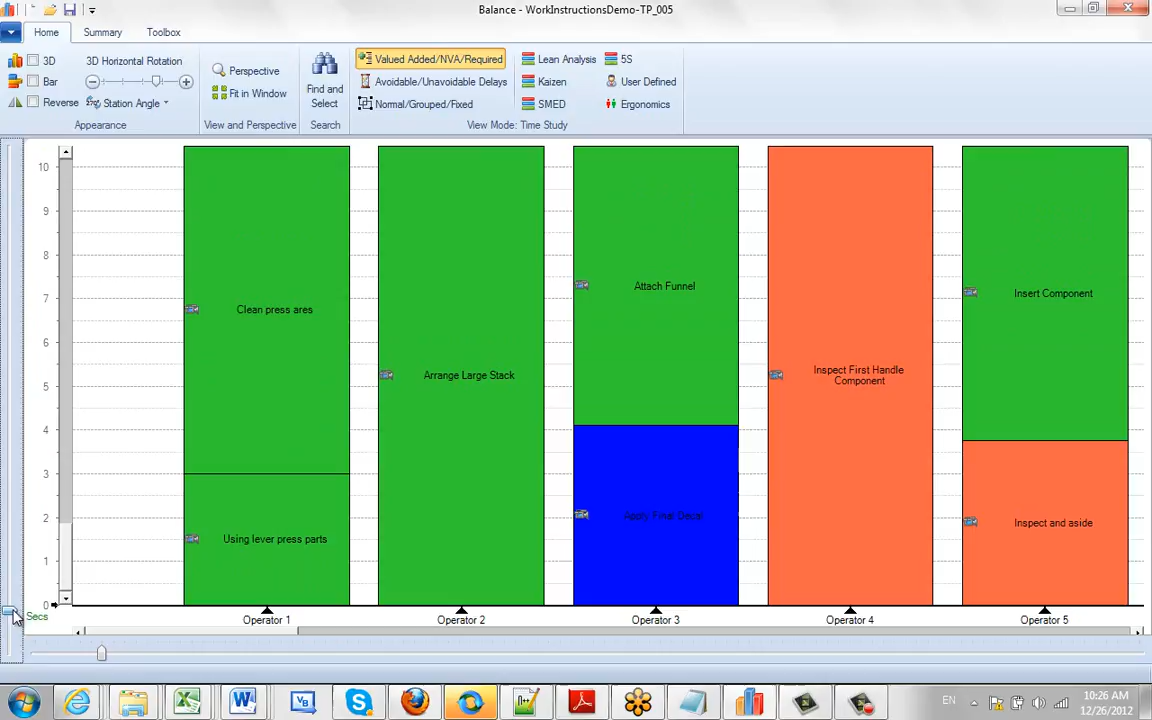 Balance - WorkInstructionsDemo-TP_005
Home Summary Toolbox
3D 3D Horizontal Rotation
Bar
Reverse Station Angle
Appearance
Perspective
Fit in Window
View and Perspective
Find and
Select
Search
Valued Added/NVA/Required
Avoidable/Unavoidable Delays
Normal/Grouped/Fixed
Lean Analysis
Kaizen
SMED
5S
User Defined
Ergonomics
View Mode: Time Study
10
9
8
7
6
5
4
3
2
1
0
Secs
Clean press ares
Using lever press parts
Arrange Large Stack
Attach Funnel
Apply Final Decal
Inspect First Handle
Component
Insert Component
Inspect and aside
Operator 1 Operator 2 Operator 3 Operator 4 Operator 5
EN
10:26 AM
12/26/2012